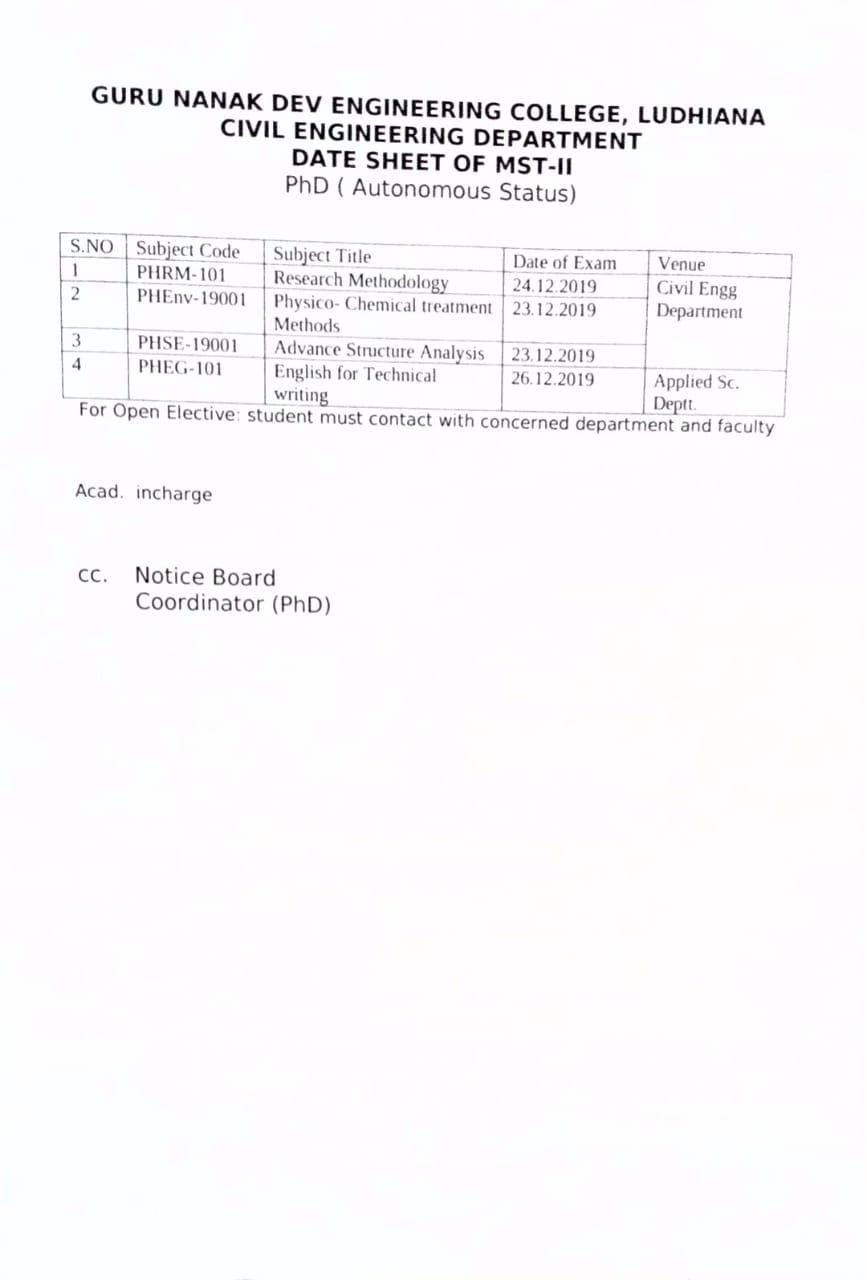 GURU NANAK DEV ENGINEERING COLLEGE, LUDHIANA
CIVIL ENGINEERING DEPARTMENT
DATE SHEET OF MST-II
PhD ( Autonomous Status)
S.NO Subject Code Subject Title Date of Exam Venue
1 PHRM-101 Research Methodology 24.12.2019 Civil Engg
2 PHEnv-19001 Physico- Chemical treatment 23.12.2019 Department
Methods
3 PHSE-19001 Advance Structure Analysis 23.12.2019
4 PHEG-101 English for Technical 26.12.2019 Applied Sc.
writing Deptt.
For Open Elective: student must contact with concerned department and faculty
Acad. incharge
cc. Notice Board
Coordinator (PhD)